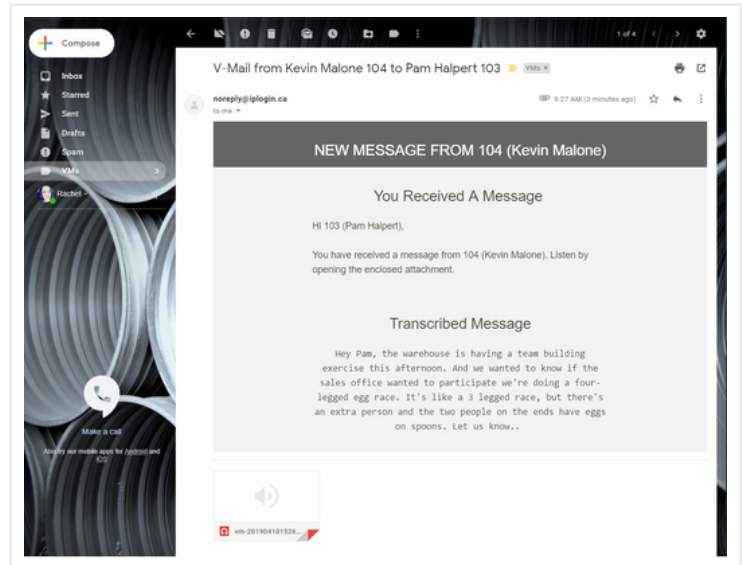 Compose
1 of 4
Inbox
Starred
Sent
Drafts
Spam
VMs 3
Rachel
V-Mail from Kevin Malone 104 to Pam Halpert 103 VMs x
noreply@iplogin.ca 9:27 AM (3 minutes ago)
to me
NEW MESSAGE FROM 104 (Kevin Malone)
You Received A Message
Hi 103 (Pam Halpert),
You have received a message from 104 (Kevin Malone). Listen by
opening the enclosed attachment.
Transcribed Message
Hey Pam, the warehouse is having a team building
exercise this afternoon. And we wanted to know if the
sales office wanted to participate we're doing a four-
legged egg race. It's like a 3 legged race, but there's
an extra person and the two people on the ends have eggs
on spoons. Let us know..
Make a call
Also try our mobile apps for Android and
iOS
vm-201904101526...